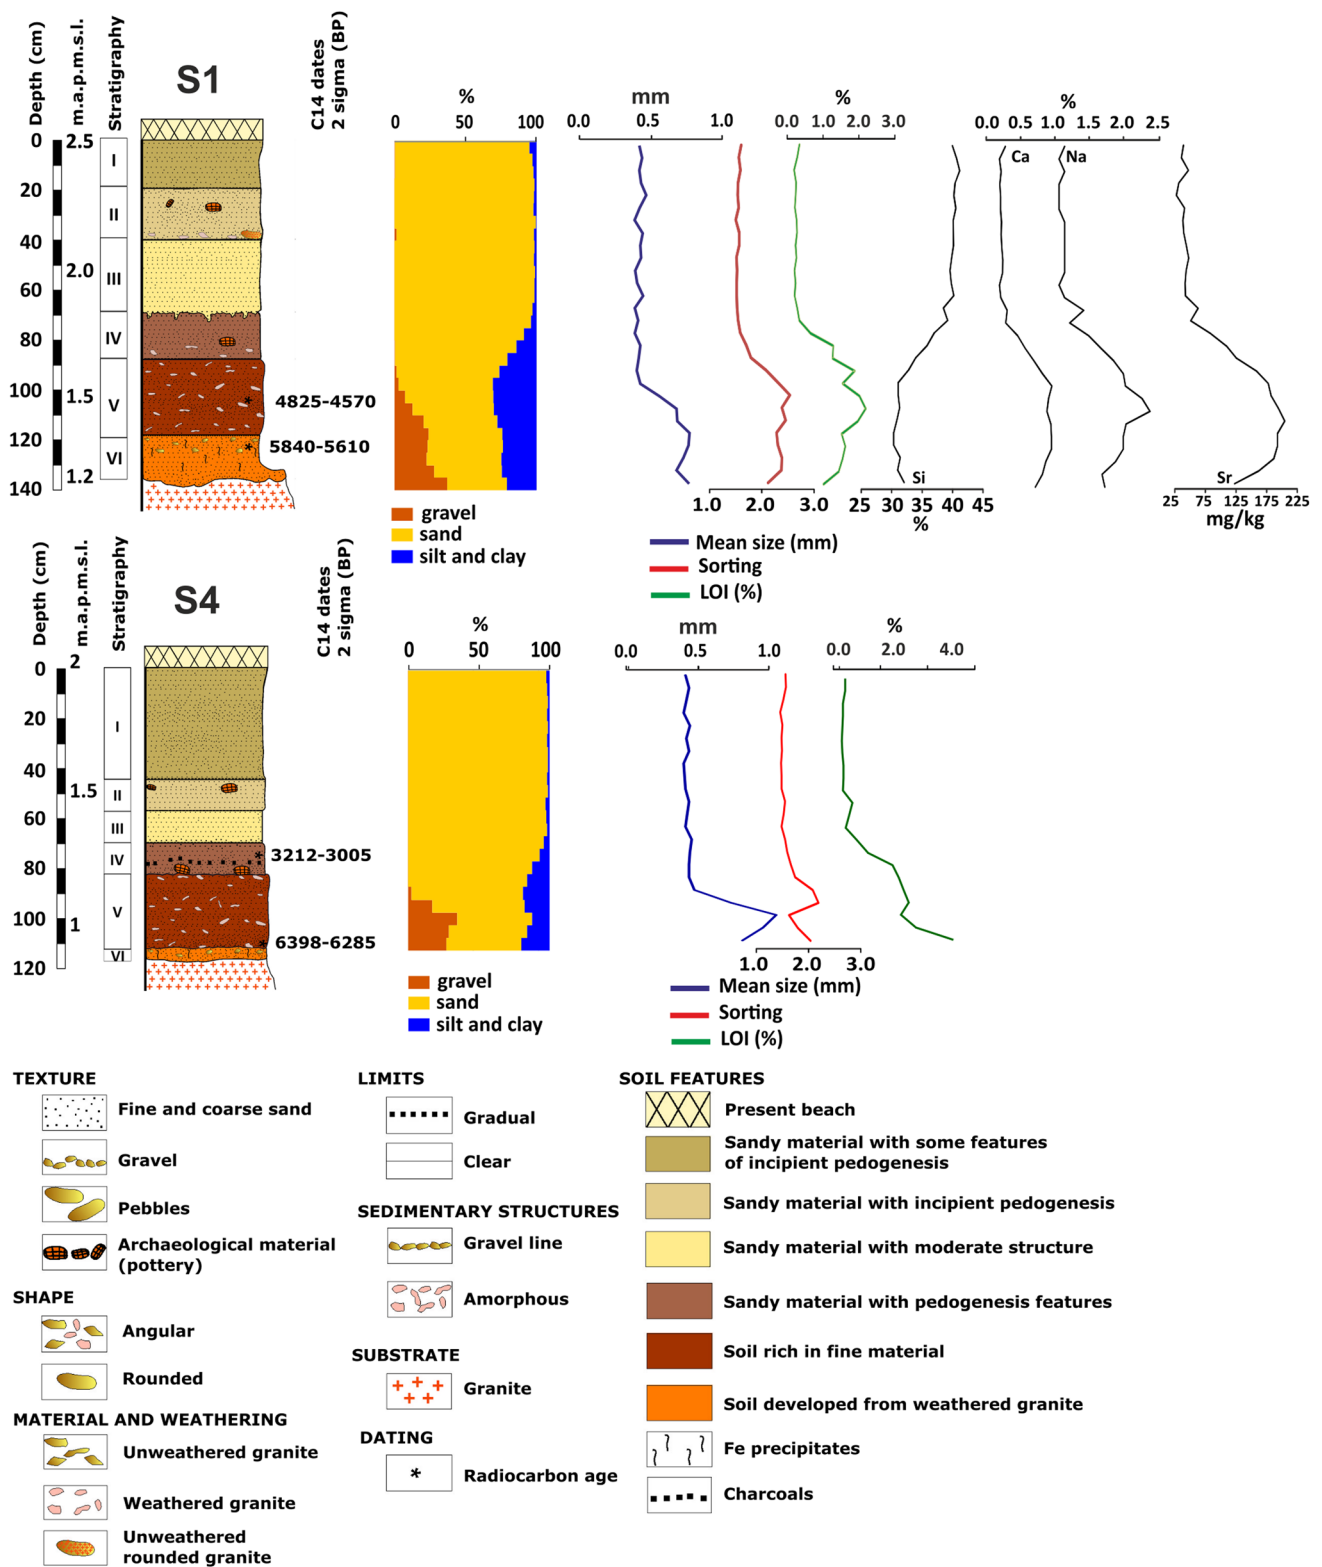 Depth (cm)
m.a.p.m.s.l.
Stratigraphy
S1
C14 dates
2 sigma (BP)
%
0 50 100
mm
0.0 0.5 1.0
%
0.0 1.0 2.0 3.0
%
0.0 0.5 1.0 1.5 2.0 2.5
Ca
Na
0
20
40
60
80
100
120
140
2.5
2.0
1.5
1.2
I
II
III
IV
V
VI
4825-4570
5840-5610
Si
Sr
1.0 2.0 3.0
25 30 35 40 45
%
25 75 125 175 225
mg/kg
gravel
sand
silt and clay
Mean size (mm)
Sorting
LOI (%)
Depth (cm)
m.a.p.m.s.l.
Stratigraphy
S4
C14 dates
2 sigma (BP)
%
0 50 100
mm
0.0 0.5 1.0
%
0.0 2.0 4.0
0
20
40
60
80
100
120
2
1.5
1
I
II
III
IV
V
VI
3212-3005
6398-6285
1.0 2.0 3.0
gravel
sand
silt and clay
Mean size (mm)
Sorting
LOI (%)
TEXTURE
Fine and coarse sand
Gravel
Pebbles
Archaeological material
(pottery)
SHAPE
Angular
Rounded
MATERIAL AND WEATHERING
Unweathered granite
Weathered granite
Unweathered
rounded granite
LIMITS
Gradual
Clear
SEDIMENTARY STRUCTURES
Gravel line
Amorphous
SUBSTRATE
Granite
DATING
Radiocarbon age
SOIL FEATURES
Present beach
Sandy material with some features
of incipient pedogenesis
Sandy material with incipient pedogenesis
Sandy material with moderate structure
Sandy material with pedogenesis features
Soil rich in fine material
Soil developed from weathered granite
Fe precipitates
Charcoals